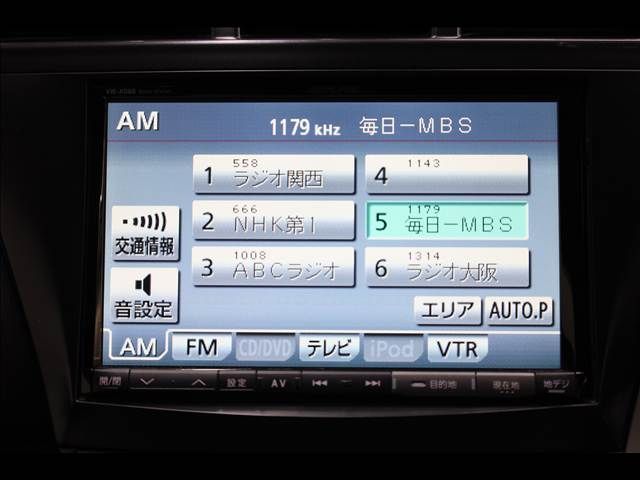 AM
1179 kHz 毎日ーMBS
1 558 ラジオ関西
4 1143
2 666 NHK第1
5 1179 毎日ーMBS
3 1008 ABCラジオ
6 1314 ラジオ大阪
交通情報
音設定
エリア AUTO.P
AM FM CD/DVD テレビ iPod VTR
開/閉 設定 AV 目的地 現在地 地デジ